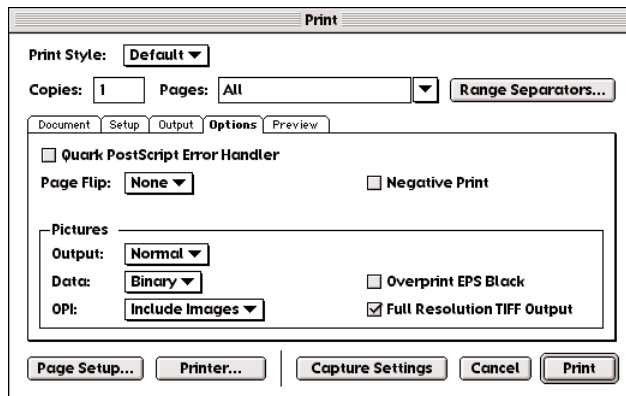 Print
Print Style: Default
Copies: 1 Pages: All Range Separators...
Document Setup Output Options Preview
Quark PostScript Error Handler
Page Flip: None Negative Print
Pictures
Output: Normal
Data: Binary Overprint EPS Black
OPI: Include Images Full Resolution TIFF Output
Page Setup... Printer... Capture Settings Cancel Print